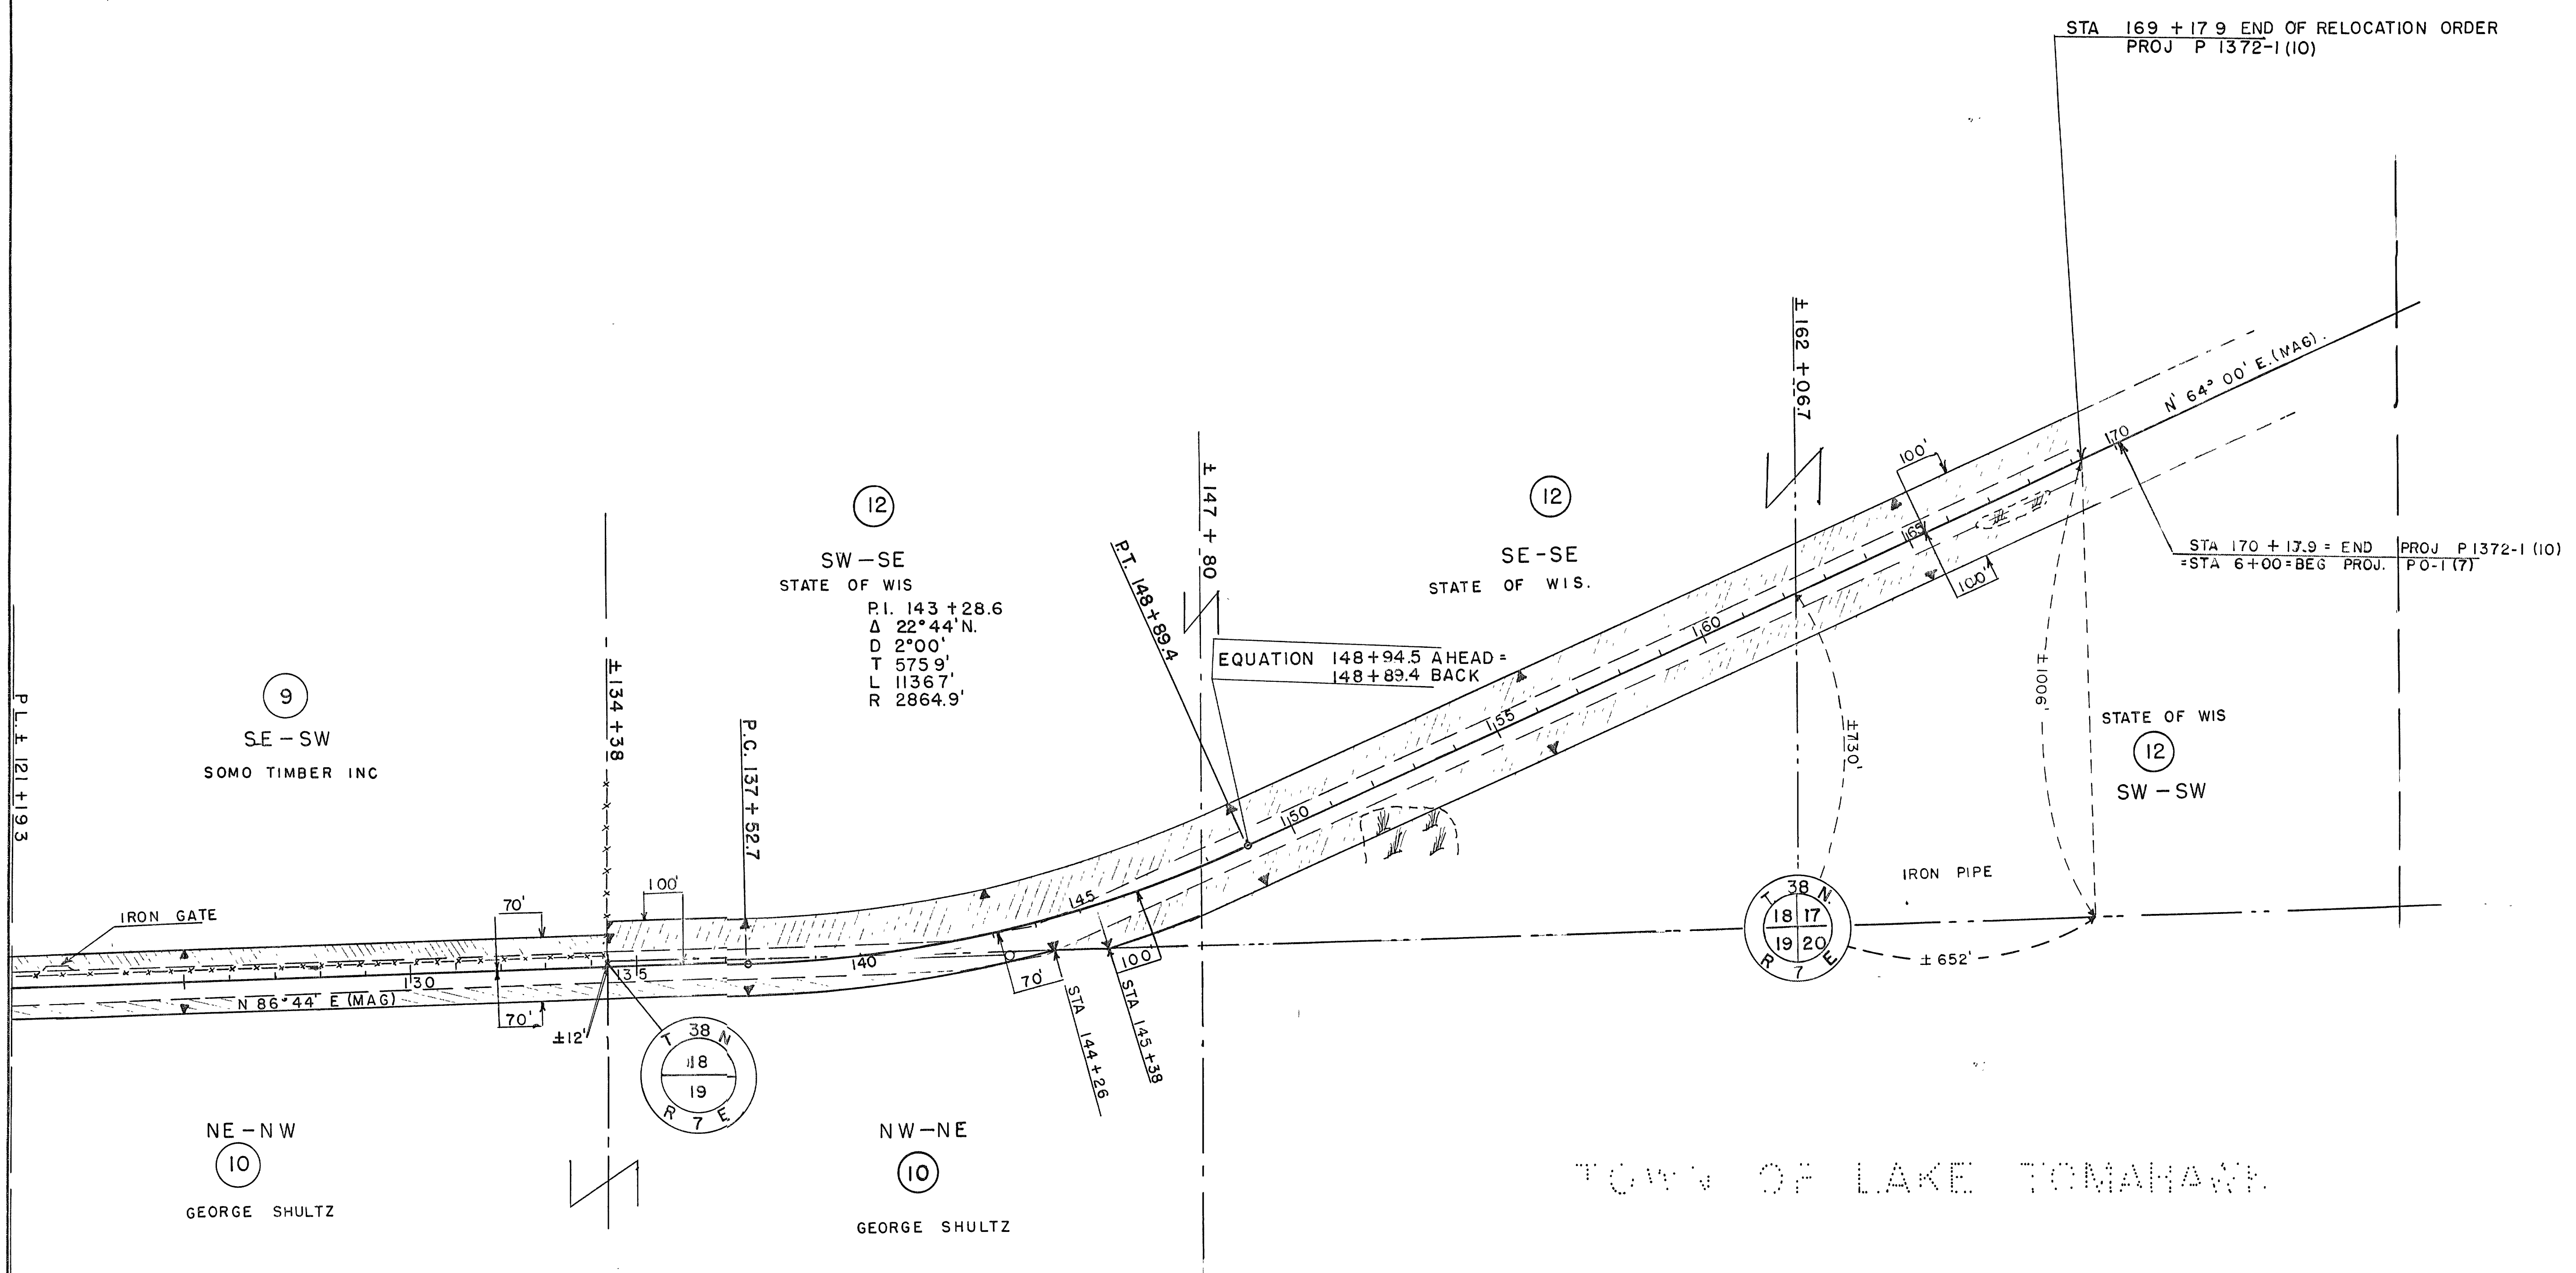 STA 169 +17 9 END OF RELOCATION ORDER
PROJ P 1372-1 (10)
± 162 +06.7
N 64° 00' E. (MAG).
170
100'
165
100'
STA 170 + 17.9 = END PROJ P 1372-1 (10)
=STA 6+00=BEG PROJ. P 0-1 (7)
12
SW – SE
STATE OF WIS
P.I. 143 +28.6
Δ 22° 44' N.
D 2°00'
T 575 9'
L 1136 7'
R 2864.9'
± 147 + 80
12
SE-SE
STATE OF WIS.
P.T. 148+89.4
EQUATION 148+94.5 AHEAD =
148+89.4 BACK
160
155
150
±730'
±1006'
STATE OF WIS
12
SW – SW
IRON PIPE
P L. ± 121 +19 3
9
SE – SW
SOMO TIMBER INC
± 134 +38
P.C. 137 + 52.7
IRON GATE
70'
100'
145
140
135
130
N 86° 44' E (MAG)
70'
±12'
70'
100'
STA 144+26
STA 145+38
T. 38 N.
18 17
19 20
R 7 E
± 652'
T 38 N
18
19
R 7 E
NE – NW
10
GEORGE SHULTZ
NW – NE
10
GEORGE SHULTZ
TOWN OF LAKE TOMAHAWK